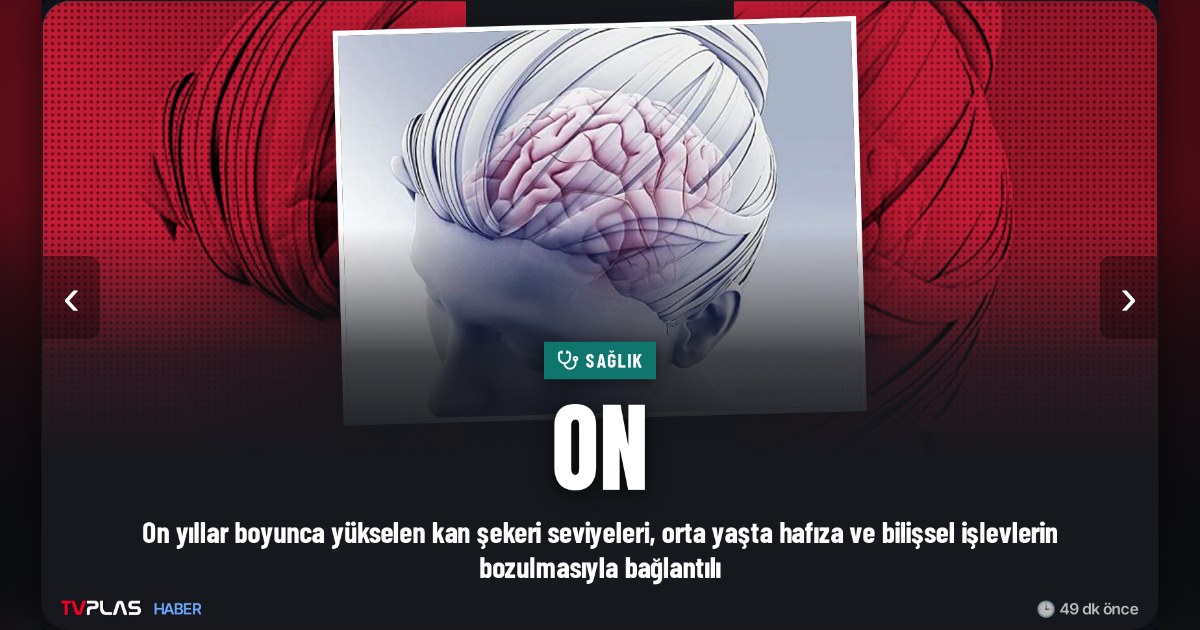 SAĞLIK
ON
On yıllar boyunca yükselen kan şekeri seviyeleri, orta yaşta hafıza ve bilişsel işlevlerin
bozulmasıyla bağlantılı
TVPLAS HABER
49 dk önce